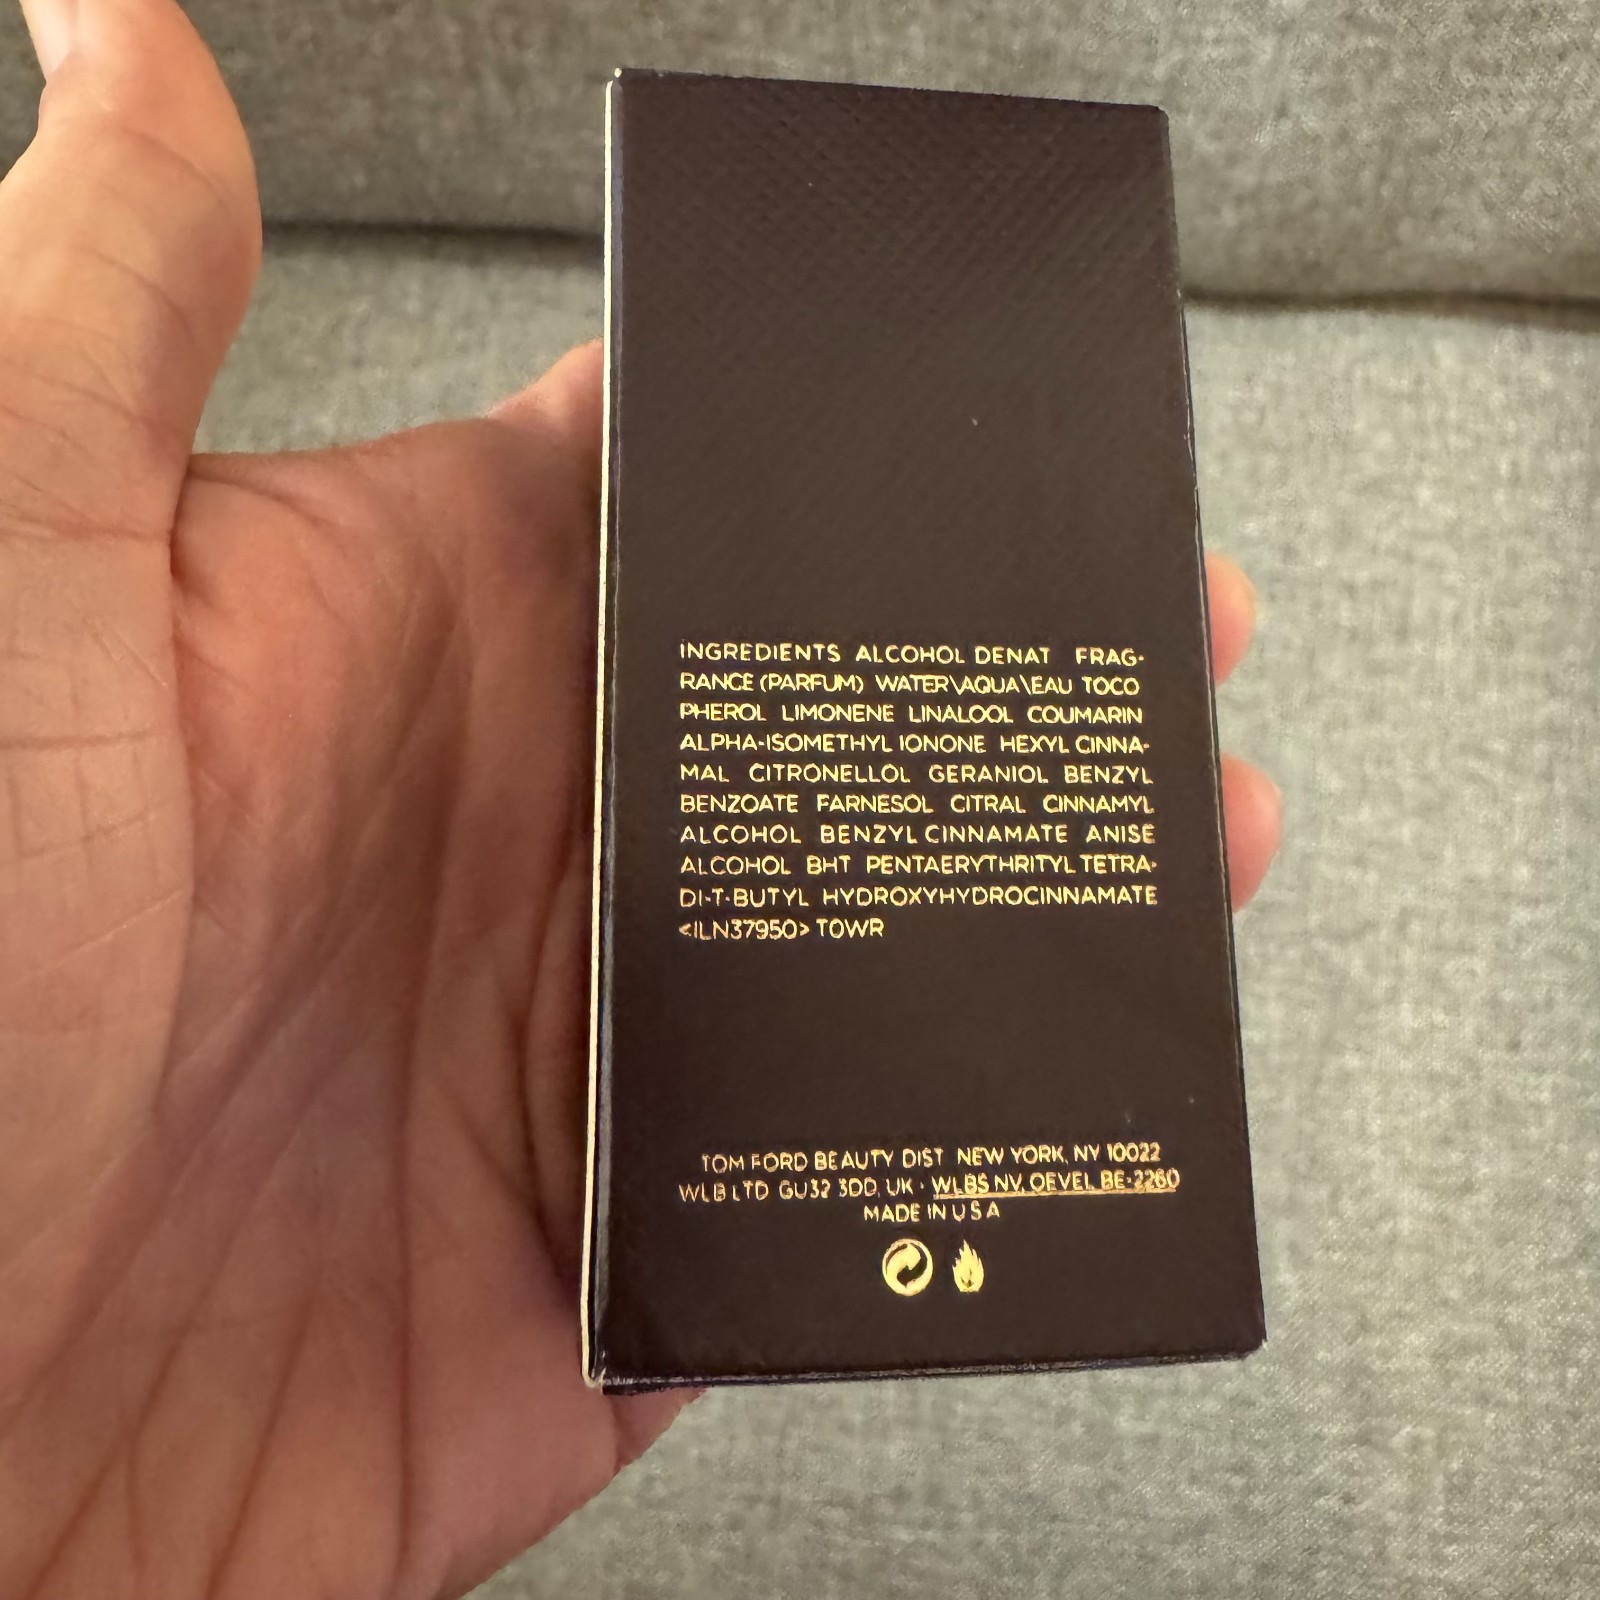 INGREDIENTS ALCOHOL DENAT FRAG-
RANCE (PARFUM) WATER\AQUA\EAU TOCO
PHEROL LIMONENE LINALOOL COUMARIN
ALPHA-ISOMETHYL IONONE HEXYL CINNA-
MAL CITRONELLOL GERANIOL BENZYL
BENZOATE FARNESOL CITRAL CINNAMYL
ALCOHOL BENZYL CINNAMATE ANISE
ALCOHOL BHT PENTAERYTHRITYL TETRA-
DI-T-BUTYL HYDROXYHYDROCINNAMATE
<ILN37950> TOWR
TOM FORD BEAUTY DIST NEW YORK, NY 10022
WLB LTD GU32 3DD, UK · WLBS NV, OEVEL BE-2260
MADE IN U S A